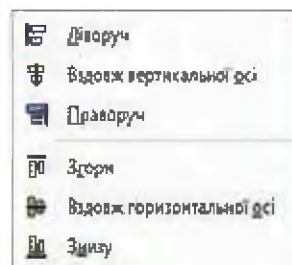 Ліворуч
Вздовж вертикальної осі
Праворуч
Згори
Вздовж горизонтальної осі
Знизу